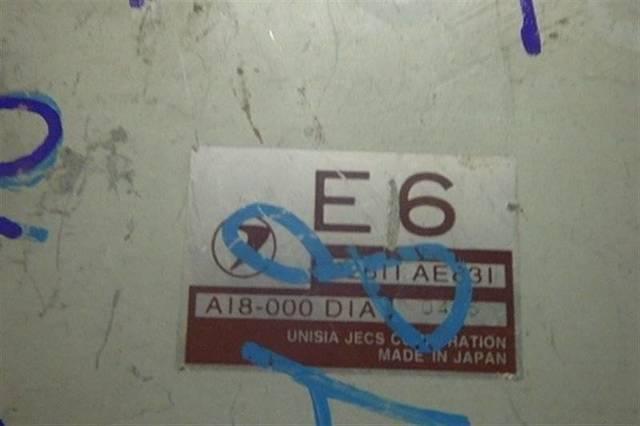 E6
2611 AE831
A18-000 DIA
UNISIA JECS CORPORATION
MADE IN JAPAN